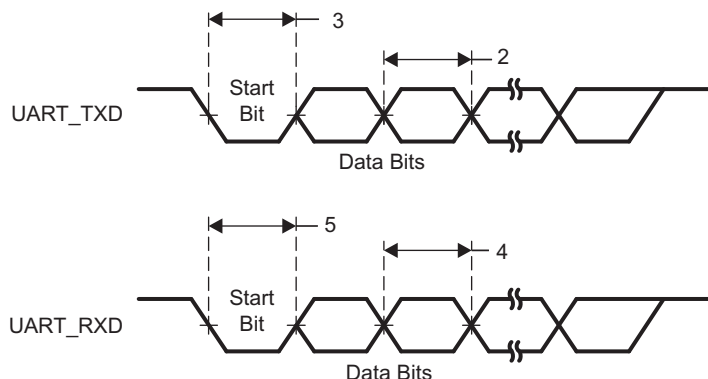 3
2
Start
Bit
UART_TXD
Data Bits
5
4
Start
Bit
UART_RXD
Data Bits